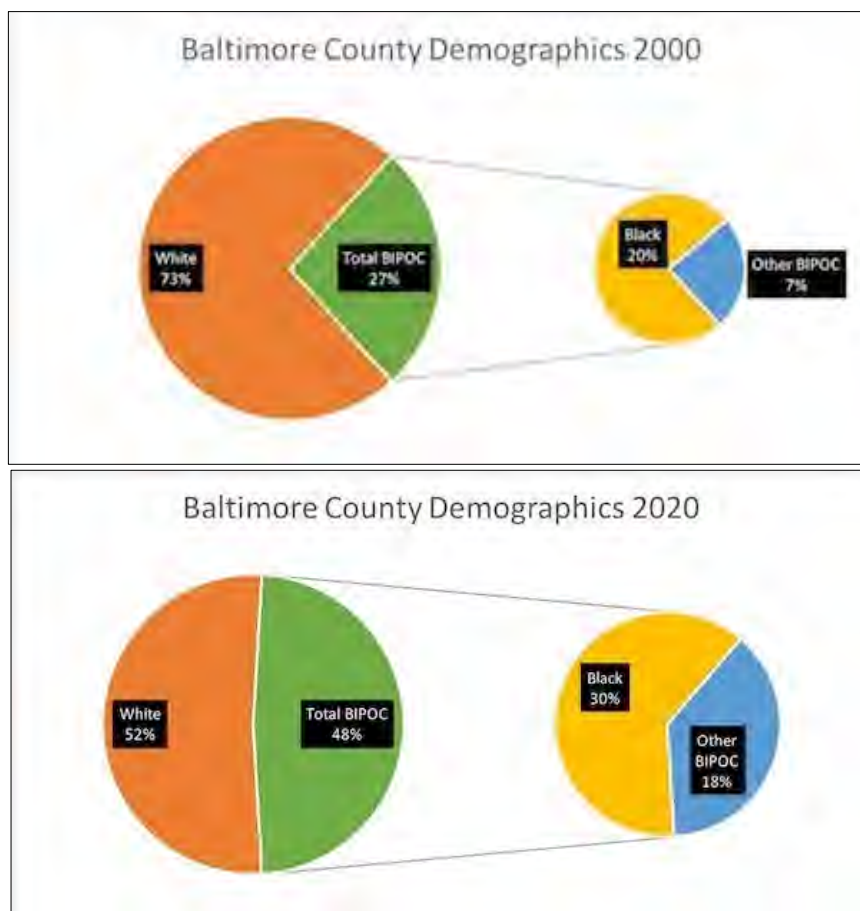 Baltimore County Demographics 2000
White
73%
Total BIPOC
27%
Black
20%
Other BIPOC
7%
Baltimore County Demographics 2020
White
52%
Total BIPOC
48%
Black
30%
Other
BIPOC
18%